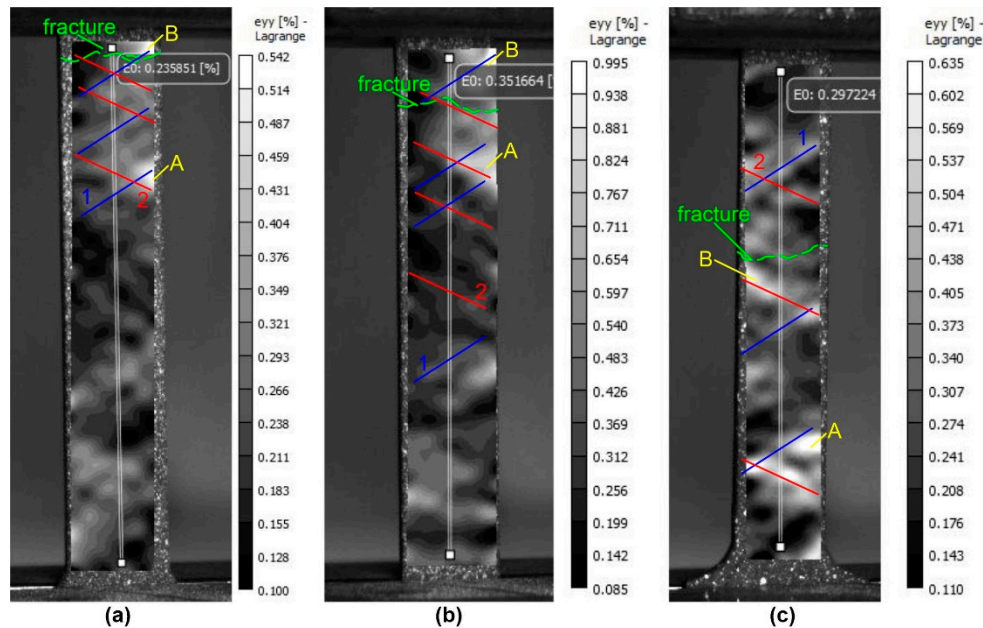 fracture
B
E0: 0.235851 [%]
A
1
2
eyy [%] -
Lagrange
0.542
0.514
0.487
0.459
0.431
0.404
0.376
0.349
0.321
0.293
0.266
0.238
0.211
0.183
0.155
0.128
0.100
(a)
B
E0: 0.351664 [
fracture
A
2
1
eyy [%] -
Lagrange
0.995
0.938
0.881
0.824
0.767
0.711
0.654
0.597
0.540
0.483
0.426
0.369
0.312
0.256
0.199
0.142
0.085
(b)
E0: 0.297224
1
2
fracture
B
A
eyy [%] -
Lagrange
0.635
0.602
0.569
0.537
0.504
0.471
0.438
0.405
0.373
0.340
0.307
0.274
0.241
0.208
0.176
0.143
0.110
(c)